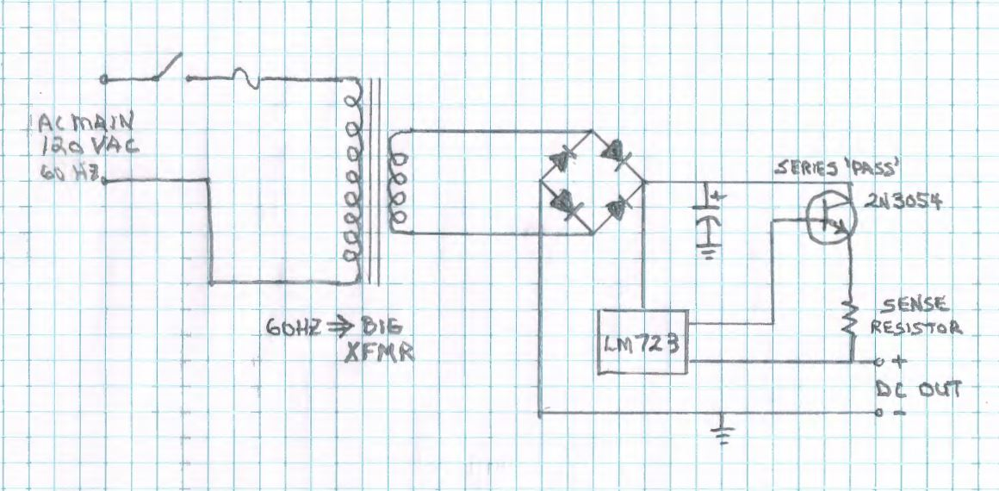 AC MAIN
120 VAC
60 HZ
SERIES 'PASS'
2N3054
60HZ ⇒ BIG
XFMR
LM723
SENSE
RESISTOR
+
DC OUT
-
+